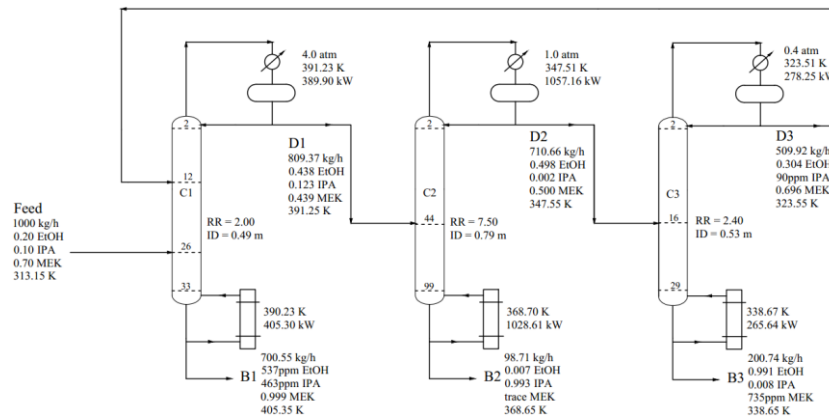 4.0 atm
391.23 K
389.90 kW
1.0 atm
347.51 K
1057.16 kW
0.4 atm
323.51 K
278.25 kW
2
2
2
D1
809.37 kg/h
0.438 EtOH
0.123 IPA
0.439 MEK
391.25 K
D2
710.66 kg/h
0.498 EtOH
0.002 IPA
0.500 MEK
347.55 K
D3
509.92 kg/h
0.304 EtOH
90ppm IPA
0.696 MEK
323.55 K
12
C1
C2
C3
Feed
1000 kg/h
0.20 EtOH
0.10 IPA
0.70 MEK
313.15 K
RR = 2.00
ID = 0.49 m
44
RR = 7.50
ID = 0.79 m
16
RR = 2.40
ID = 0.53 m
26
33
99
29
390.23 K
405.30 kW
368.70 K
1028.61 kW
338.67 K
265.64 kW
B1
700.55 kg/h
537ppm EtOH
463ppm IPA
0.999 MEK
405.35 K
B2
98.71 kg/h
0.007 EtOH
0.993 IPA
trace MEK
368.65 K
B3
200.74 kg/h
0.991 EtOH
0.008 IPA
735ppm MEK
338.65 K